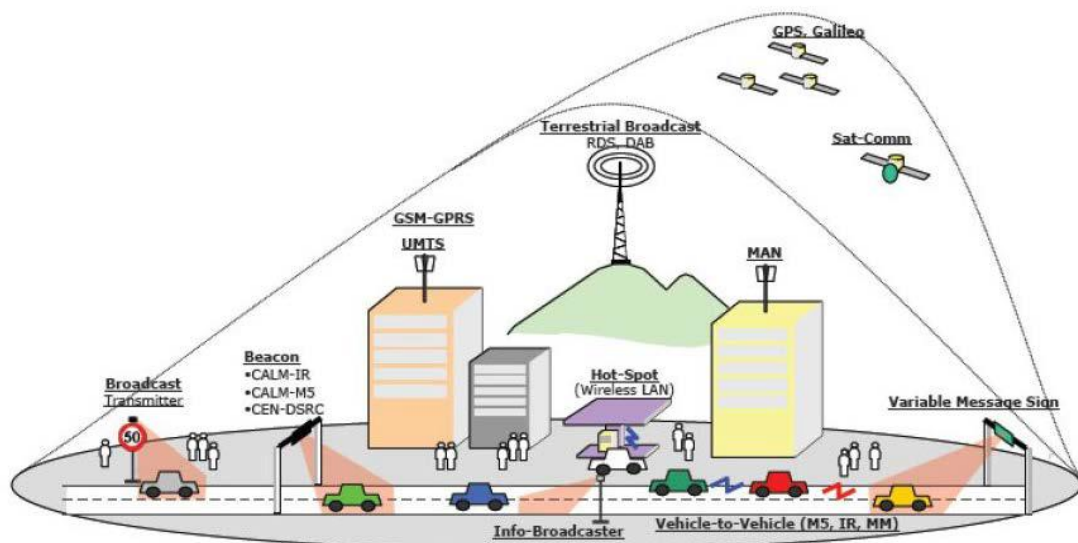 GPS, Galileo
Terrestrial Broadcast
RDS, DAB
Sat-Comm
GSM-GPRS
UMTS
MAN
Beacon
•CALM-IR
•CALM-M5
•CEN-DSRC
Broadcast
Transmitter
50
Hot-Spot
(Wireless LAN)
Variable Message Sign
Info-Broadcaster
Vehicle-to-Vehicle (M5, IR, MM)